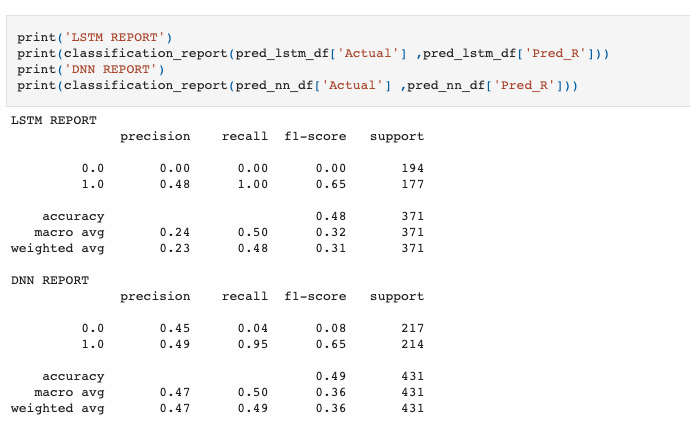 print('LSTM REPORT')
print(classification_report(pred_lstm_df['Actual'] ,pred_lstm_df['Pred_R']))
print('DNN REPORT')
print(classification_report(pred_nn_df['Actual'] ,pred_nn_df['Pred_R']))
LSTM REPORT
precision recall f1-score support
0.0 0.00 0.00 0.00 194
1.0 0.48 1.00 0.65 177
accuracy 0.48 371
macro avg 0.24 0.50 0.32 371
weighted avg 0.23 0.48 0.31 371
DNN REPORT
precision recall f1-score support
0.0 0.45 0.04 0.08 217
1.0 0.49 0.95 0.65 214
accuracy 0.49 431
macro avg 0.47 0.50 0.36 431
weighted avg 0.47 0.49 0.36 431